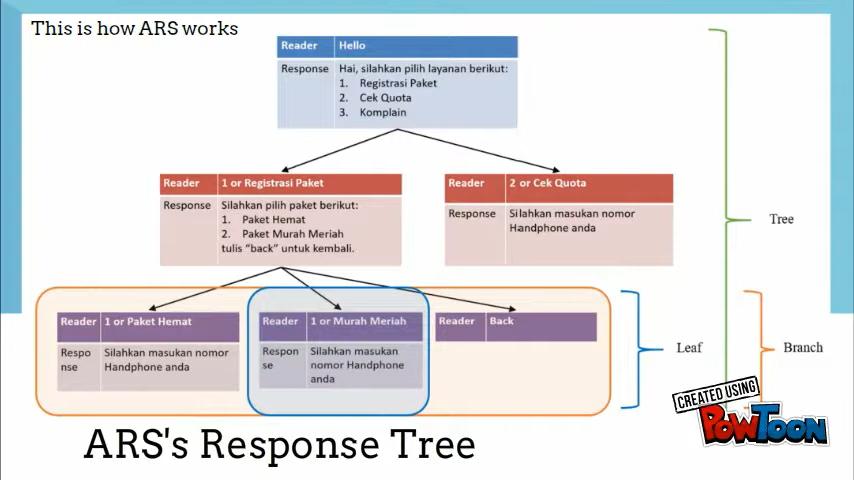 This is how ARS works
Reader Hello
Response Hai, silahkan pilih layanan berikut:
1. Registrasi Paket
2. Cek Quota
3. Komplain
Reader 1 or Registrasi Paket
Response Silahkan pilih paket berikut:
1. Paket Hemat
2. Paket Murah Meriah
tulis "back" untuk kembali.
Reader 2 or Cek Quota
Response Silahkan masukan nomor
Handphone anda
Tree
Reader 1 or Paket Hemat
Respo Silahkan masukan nomor
nse Handphone anda
Reader 1 or Murah Meriah
Respon Silahkan masukan
se nomor Handphone
anda
Reader Back
Leaf
Branch
CREATED USING
POWTOON
ARS's Response Tree